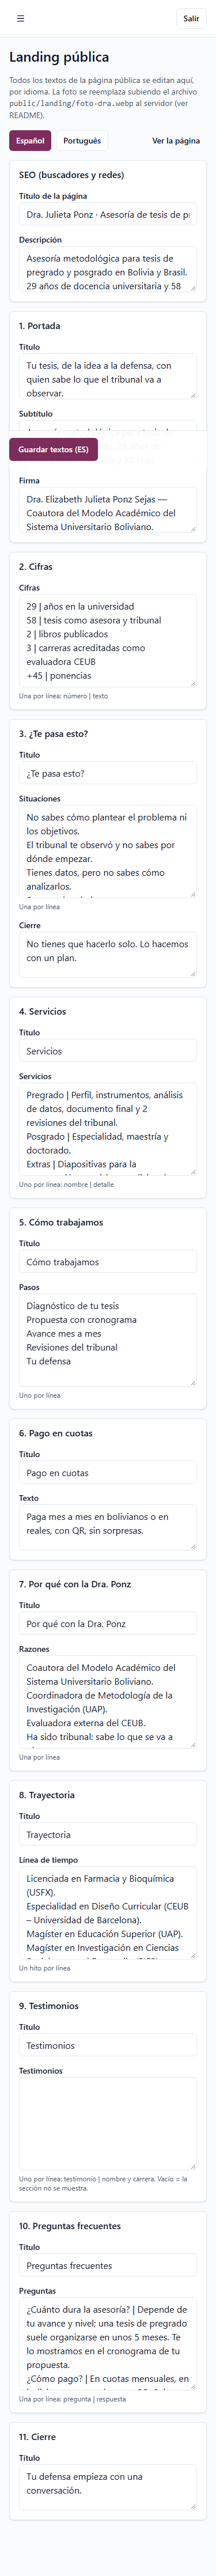 ☰
Salir
Landing pública
Todos los textos de la página pública se editan aquí,
por idioma. La foto se reemplaza subiendo el archivo
public/landing/foto-dra.webp al servidor (ver
README).
Español
Portugués
Ver la página
SEO (buscadores y redes)
Título de la página
Dra. Julieta Ponz · Asesoría de tesis de pr
Descripción
Asesoría metodológica para tesis de
pregrado y posgrado en Bolivia y Brasil.
29 años de docencia universitaria y 58
1. Portada
Título
Tu tesis, de la idea a la defensa, con
quien sabe lo que el tribunal va a
observar.
Subtítulo
Guardar textos (ES)
Firma
Dra. Elizabeth Julieta Ponz Sejas —
Coautora del Modelo Académico del
Sistema Universitario Boliviano.
2. Cifras
Cifras
29 | años en la universidad
58 | tesis como asesora y tribunal
2 | libros publicados
3 | carreras acreditadas como
evaluadora CEUB
+45 | ponencias
Una por línea: número | texto
3. ¿Te pasa esto?
Título
¿Te pasa esto?
Situaciones
No sabes cómo plantear el problema ni
los objetivos.
El tribunal te observó y no sabes por
dónde empezar.
Tienes datos, pero no sabes cómo
analizarlos.
Una por línea
Cierre
No tienes que hacerlo solo. Lo hacemos
con un plan.
4. Servicios
Título
Servicios
Servicios
Pregrado | Perfil, instrumentos, análisis
de datos, documento final y 2
revisiones del tribunal.
Posgrado | Especialidad, maestría y
doctorado.
Extras | Diapositivas para la
Uno por línea: nombre | detalle
5. Cómo trabajamos
Título
Cómo trabajamos
Pasos
Diagnóstico de tu tesis
Propuesta con cronograma
Avance mes a mes
Revisiones del tribunal
Tu defensa
Uno por línea
6. Pago en cuotas
Título
Pago en cuotas
Texto
Paga mes a mes en bolivianos o en
reales, con QR, sin sorpresas.
7. Por qué con la Dra. Ponz
Título
Por qué con la Dra. Ponz
Razones
Coautora del Modelo Académico del
Sistema Universitario Boliviano.
Coordinadora de Metodología de la
Investigación (UAP).
Evaluadora externa del CEUB.
Ha sido tribunal: sabe lo que se va a
Una por línea
8. Trayectoria
Título
Trayectoria
Línea de tiempo
Licenciada en Farmacia y Bioquímica
(USFX).
Especialidad en Diseño Curricular (CEUB
– Universidad de Barcelona).
Magíster en Educación Superior (UAP).
Magíster en Investigación en Ciencias
Un hito por línea
9. Testimonios
Título
Testimonios
Testimonios
Uno por línea: testimonio | nombre y carrera. Vacío = la
sección no se muestra.
10. Preguntas frecuentes
Título
Preguntas frecuentes
Preguntas
¿Cuánto dura la asesoría? | Depende de
tu avance y nivel; una tesis de pregrado
suele organizarse en unos 5 meses. Te
lo mostramos en el cronograma de tu
propuesta.
¿Cómo pago? | En cuotas mensuales, en
Una por línea: pregunta | respuesta
11. Cierre
Título
Tu defensa empieza con una
conversación.